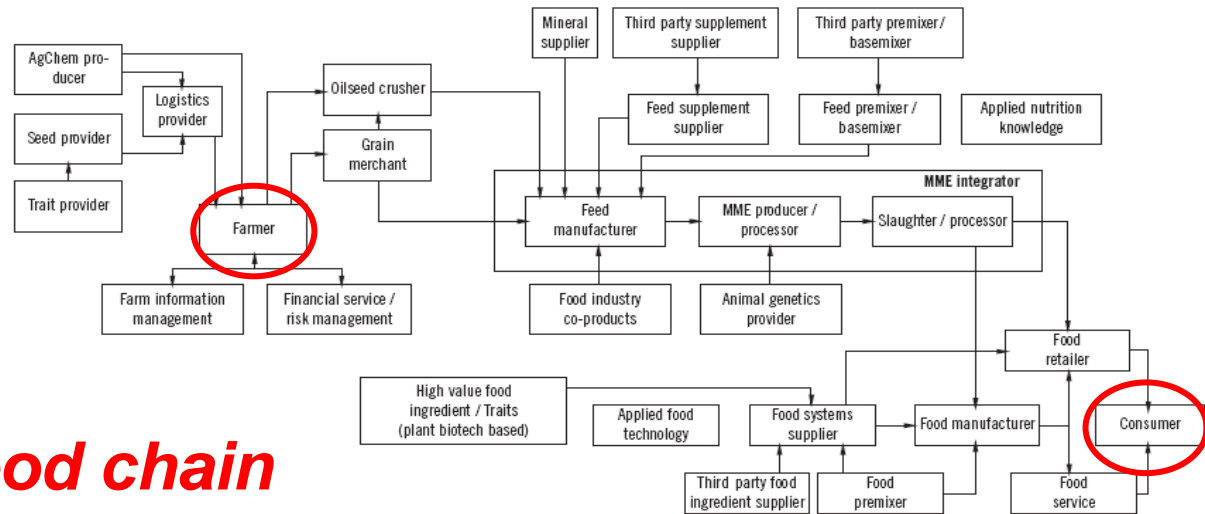 Mineral
supplier
Third party supplement
supplier
Third party premixer/
basemixer
AgChem pro-
ducer
Logistics
provider
Oilseed crusher
Feed supplement
supplier
Feed premixer /
basemixer
Applied nutrition
knowledge
Seed provider
Grain
merchant
Trait provider
MME integrator
Farmer
Feed
manufacturer
MME producer /
processor
Slaughter / processor
Farm information
management
Financial service /
risk management
Food industry
co-products
Animal genetics
provider
Food
retailer
High value food
ingredient / Traits
(plant biotech based)
Applied food
technology
Food systems
supplier
Food manufacturer
Consumer
ood chain
Third party food
ingredient supplier
Food
premixer
Food
service